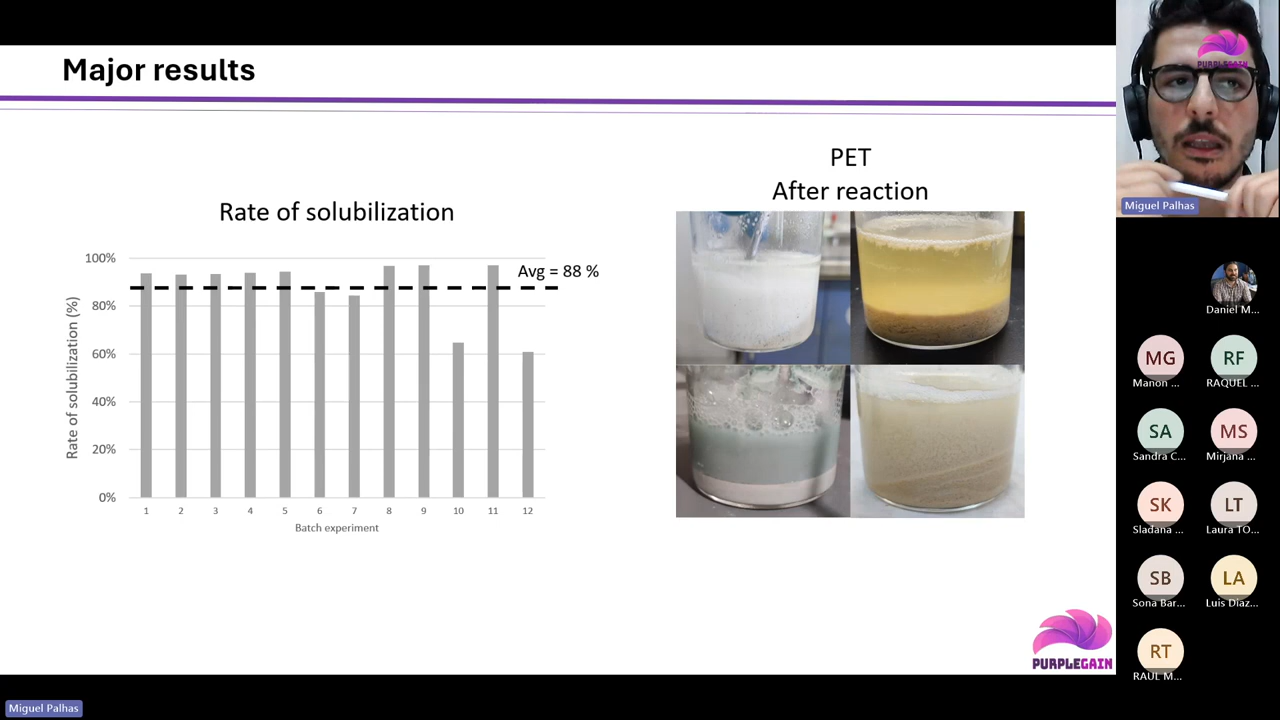 Major results
Rate of solubilization
Rate of solubilization (%)
100%
80%
60%
40%
20%
0%
Avg = 88 %
1 2 3 4 5 6 7 8 9 10 11 12
Batch experiment
PET
After reaction
PURPLEGAIN
Miguel Palhas
PURPLEGAIN
Miguel Palhas
Daniel M...
MG
Manon ...
RF
RAQUEL ...
SA
Sandra C...
MS
Mirjana ...
SK
Sladana ...
LT
Laura TO...
SB
Sona Bar...
LA
Luis Diaz...
RT
RAUL M...